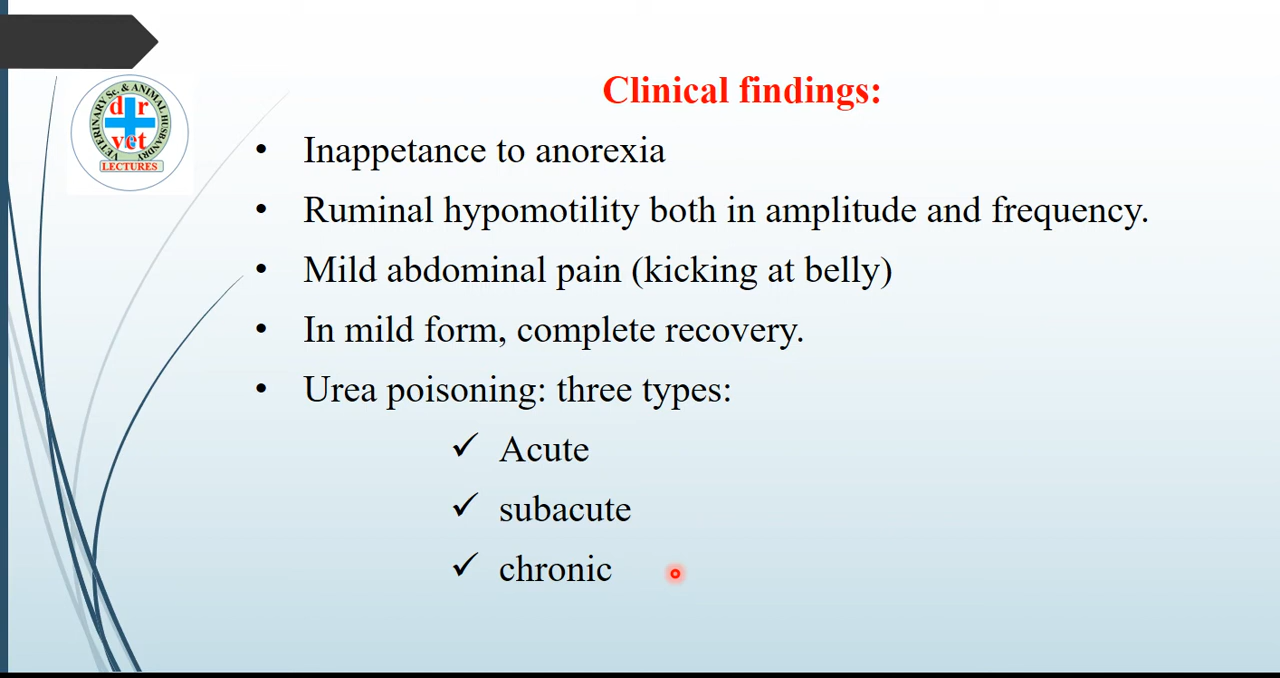 VETERINARY Sc. & ANIMAL HUSBANDRY
d r
vet
LECTURES
Clinical findings:
• Inappetance to anorexia
• Ruminal hypomotility both in amplitude and frequency.
• Mild abdominal pain (kicking at belly)
• In mild form, complete recovery.
• Urea poisoning: three types:
✓ Acute
✓ subacute
✓ chronic